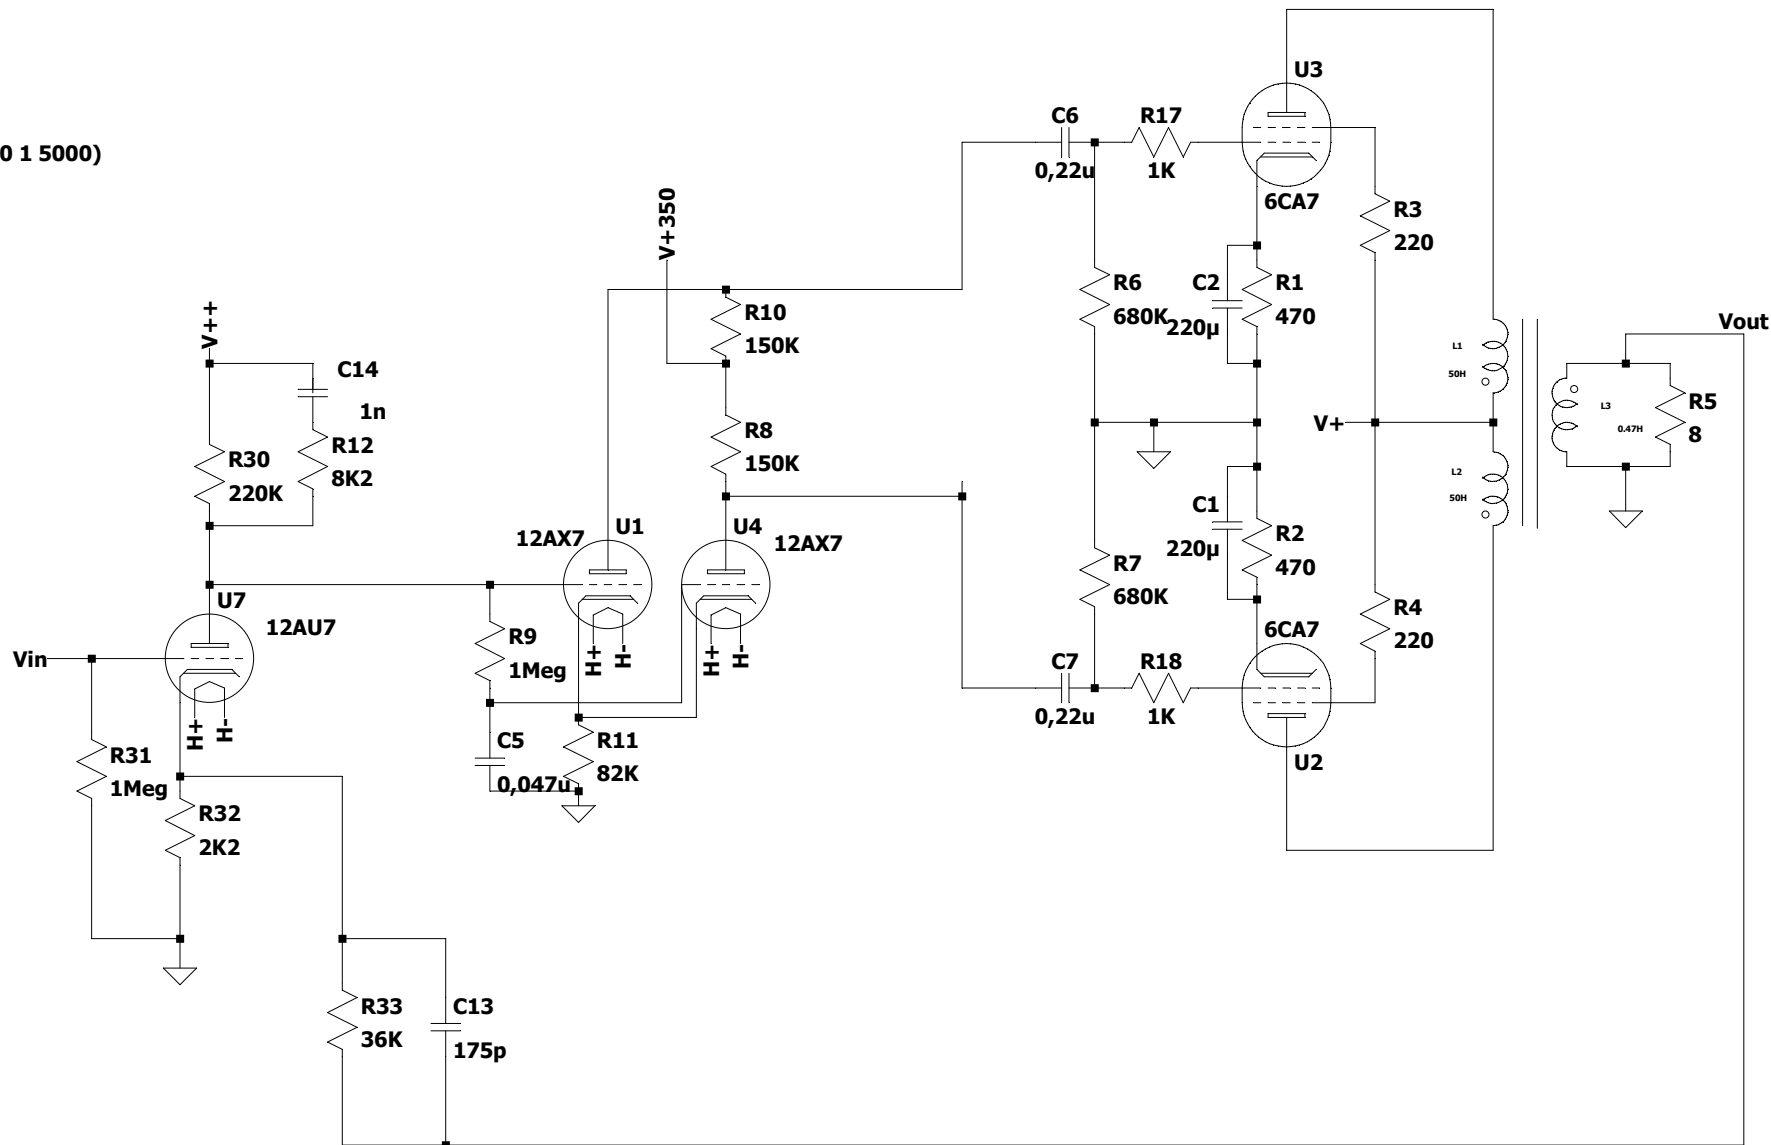 0 1 5000)
U3
C6
R17
0,22u
1K
6CA7
R3
220
V+350
C2
220µ
R1
470
R6
680K
R10
150K
V++
C14
1n
R12
8K2
R30
220K
R8
150K
Vout
L1
50H
V+
L3
0.47H
R5
8
L2
50H
C1
220µ
R2
470
R7
680K
U1
12AX7
U4
12AX7
U7
12AU7
R9
1Meg
H+
H-
H+
H-
R4
220
6CA7
Vin
C7
R18
0,22u
1K
U2
H+
H-
R31
1Meg
C5
0,047u
R11
82K
R32
2K2
R33
36K
C13
175p